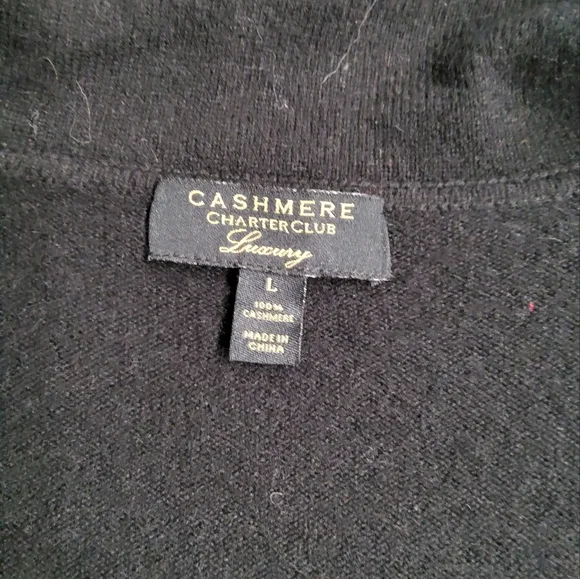 CASHMERE
CHARTER CLUB
Luxury
L
100%
CASHMERE
MADE IN
CHINA